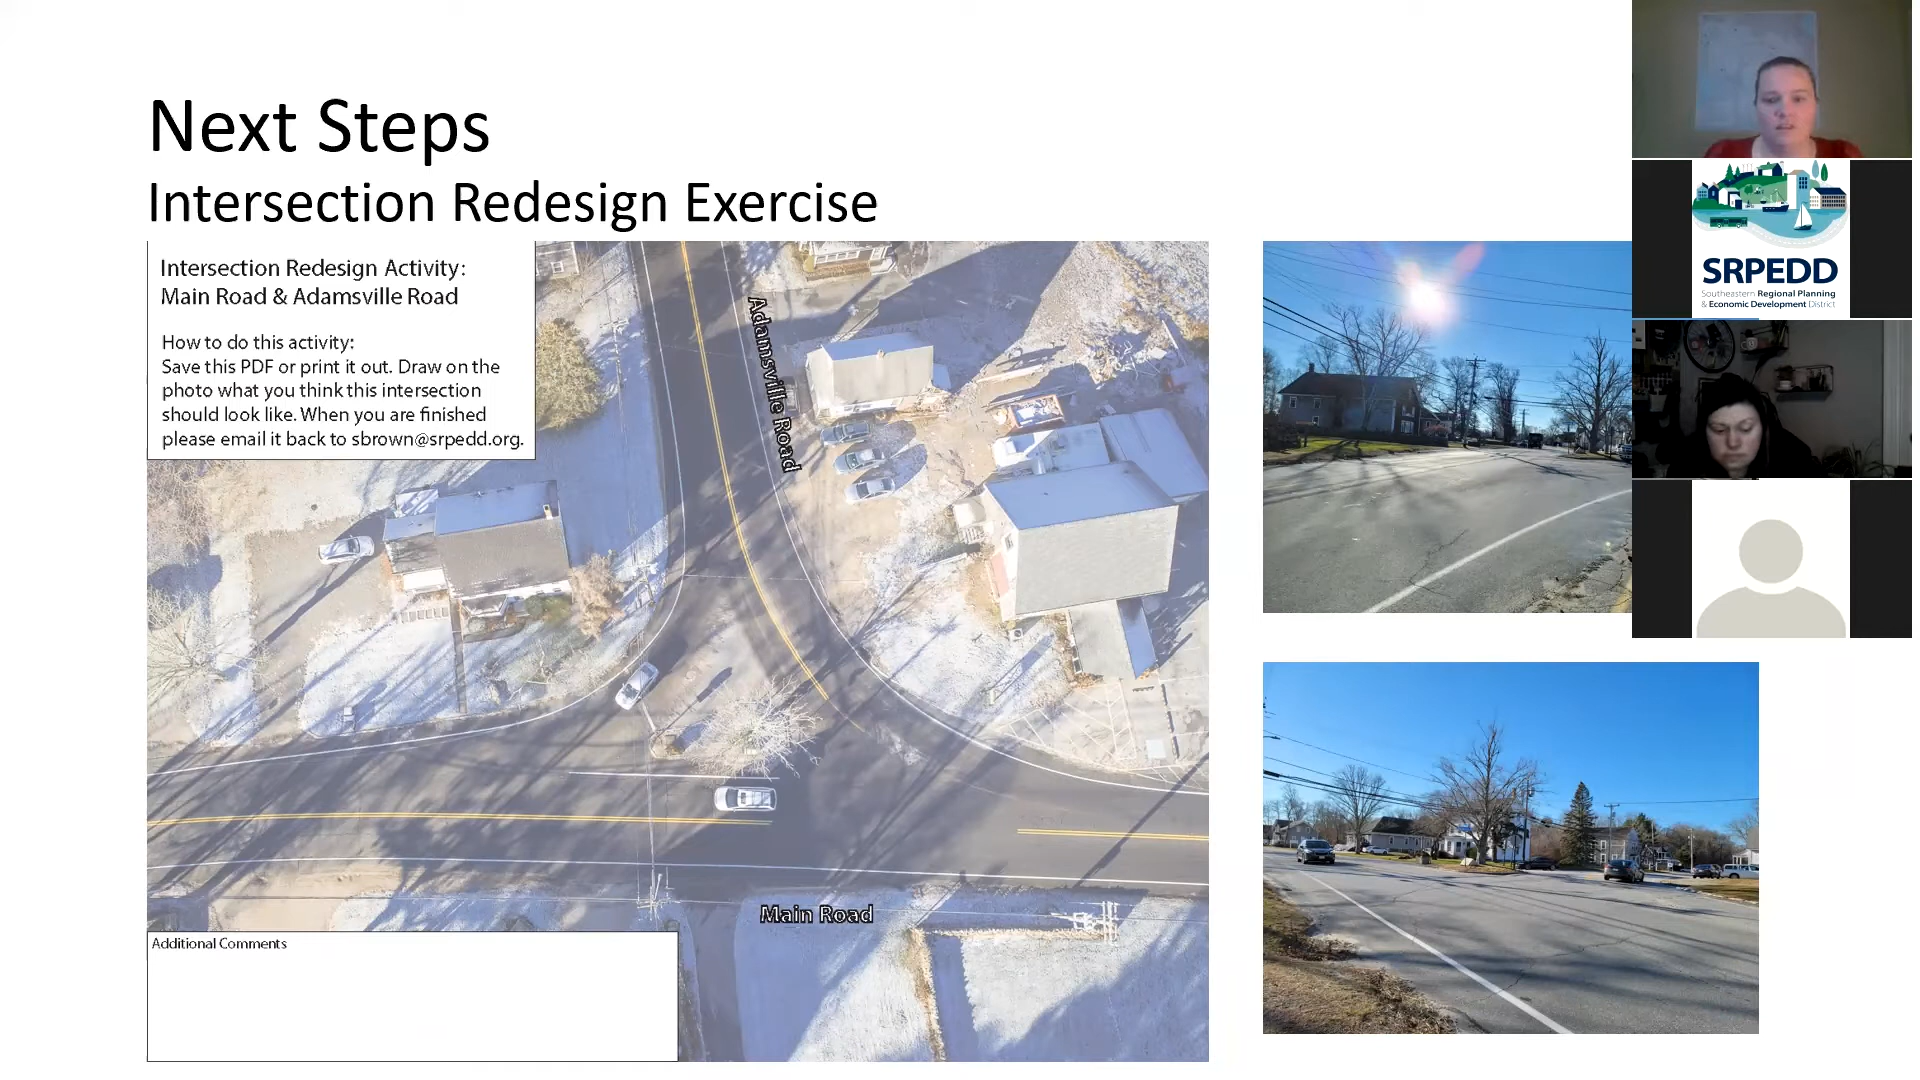 Next Steps
Intersection Redesign Exercise
Intersection Redesign Activity:
Main Road & Adamsville Road
How to do this activity:
Save this PDF or print it out. Draw on the
photo what you think this intersection
should look like. When you are finished
please email it back to sbrown@srpedd.org.
Adamsville Road
Main Road
Additional Comments
SRPEDD
Southeastern Regional Planning
& Economic Development District